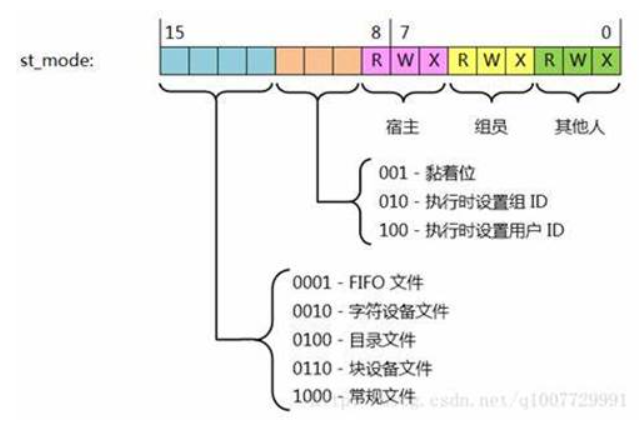 15 8 7 0
st_mode: R W X R W X R W X
宿主 组员 其他人
001 - 黏着位
010 - 执行时设置组 ID
100 - 执行时设置用户 ID
0001 - FIFO 文件
0010 - 字符设备文件
0100 - 目录文件
0110 - 块设备文件
1000 - 常规文件
csdn.net/q1007729991